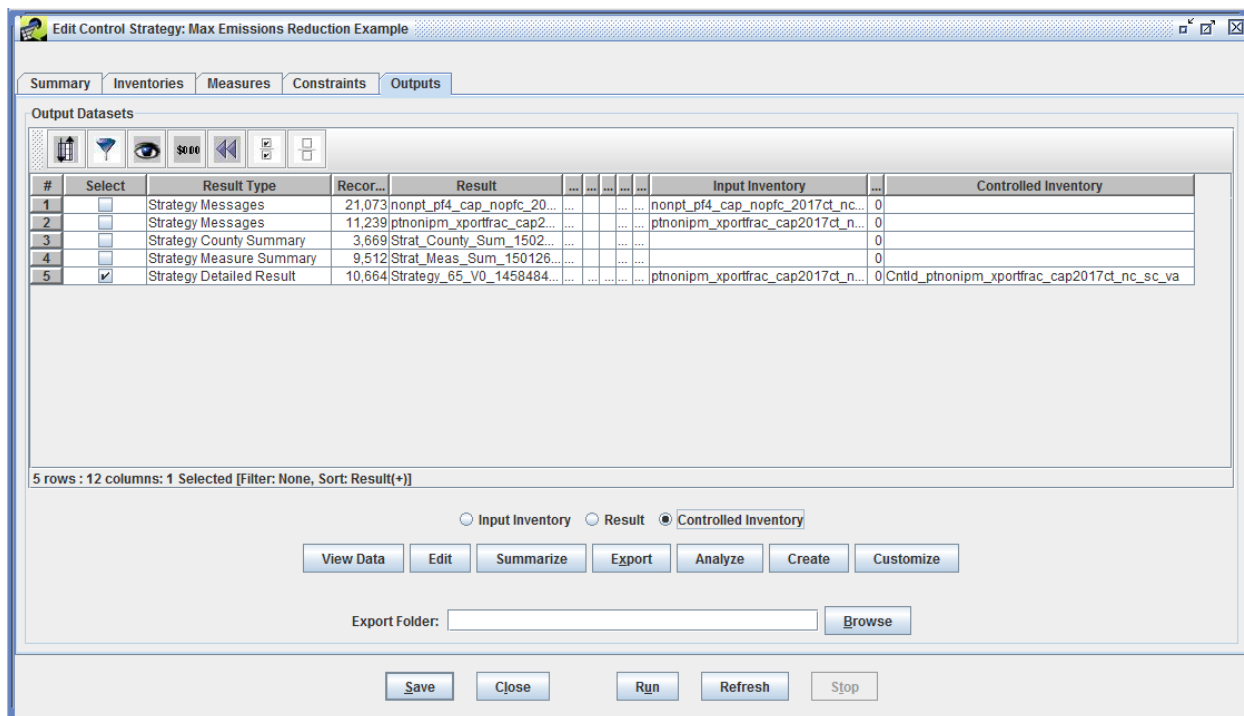 Edit Control Strategy: Max Emissions Reduction Example
Summary Inventories Measures Constraints Outputs
Output Datasets
$0.00
# Select Result Type Recor... Result ... ... ... ... ... Input Inventory ... Controlled Inventory
1 Strategy Messages 21,073 nonpt_pf4_cap_nopfc_20... ... ... ... nonpt_pf4_cap_nopfc_2017ct_nc... 0
2 Strategy Messages 11,239 ptnonipm_xportfrac_cap2... ... ... ... ptnonipm_xportfrac_cap2017ct_n... 0
3 Strategy County Summary 3,669 Strat_County_Sum_1502... ... ... ... 0
4 Strategy Measure Summary 9,512 Strat_Meas_Sum_150126... ... ... 0
5 Strategy Detailed Result 10,664 Strategy_65_V0_1458484... ... ... ... ... ... ptnonipm_xportfrac_cap2017ct_n... 0 Cntld_ptnonipm_xportfrac_cap2017ct_nc_sc_va
5 rows : 12 columns: 1 Selected [Filter: None, Sort: Result(+)]
Input Inventory Result Controlled Inventory
View Data Edit Summarize Export Analyze Create Customize
Export Folder: Browse
Save Close Run Refresh Stop